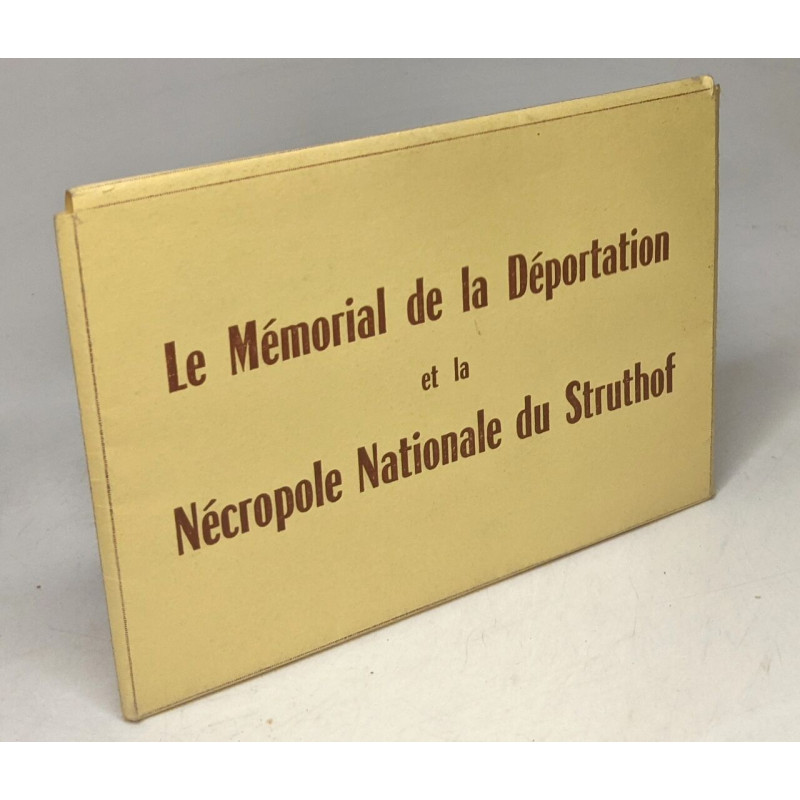 Le Mémorial de la Déportation
et la
Nécropole Nationale du Struthof